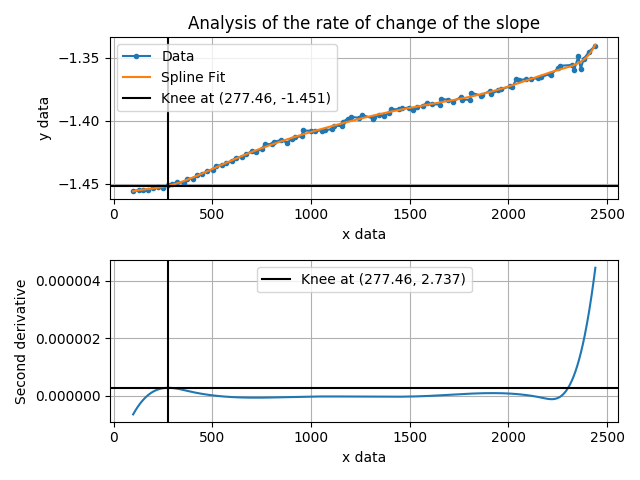 Analysis of the rate of change of the slope
−1.35
−1.40
−1.45
y data
Data
Spline Fit
Knee at (277.46, -1.451)
0 500 1000 1500 2000 2500
x data
0.000004
0.000002
0.000000
Second derivative
Knee at (277.46, 2.737)
0 500 1000 1500 2000 2500
x data